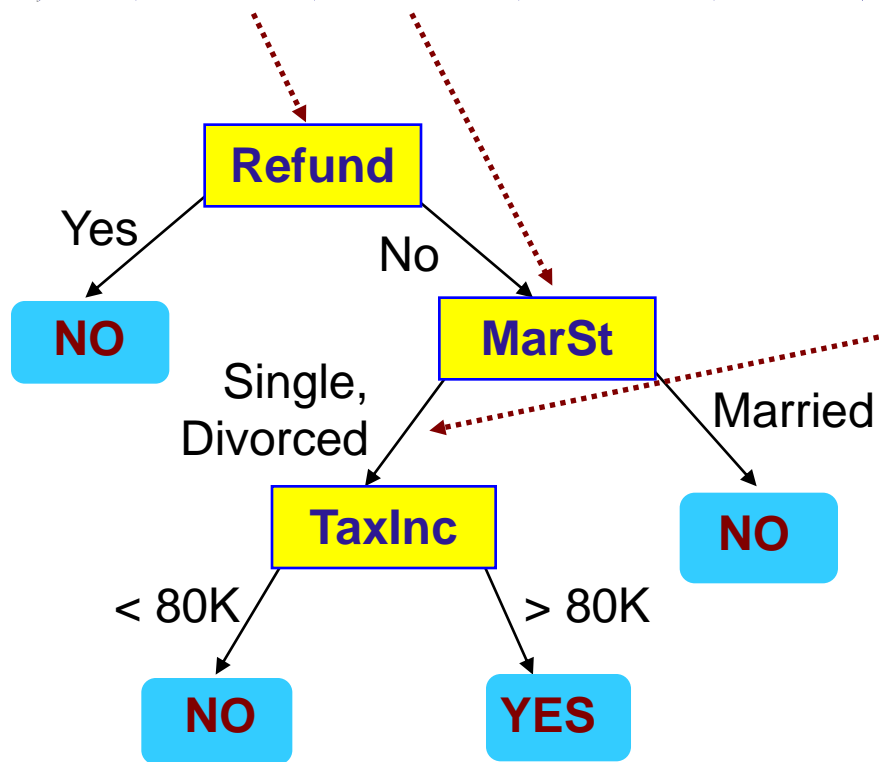 Refund
Yes
No
NO
MarSt
Single,
Divorced
Married
TaxInc
NO
< 80K
> 80K
NO
YES